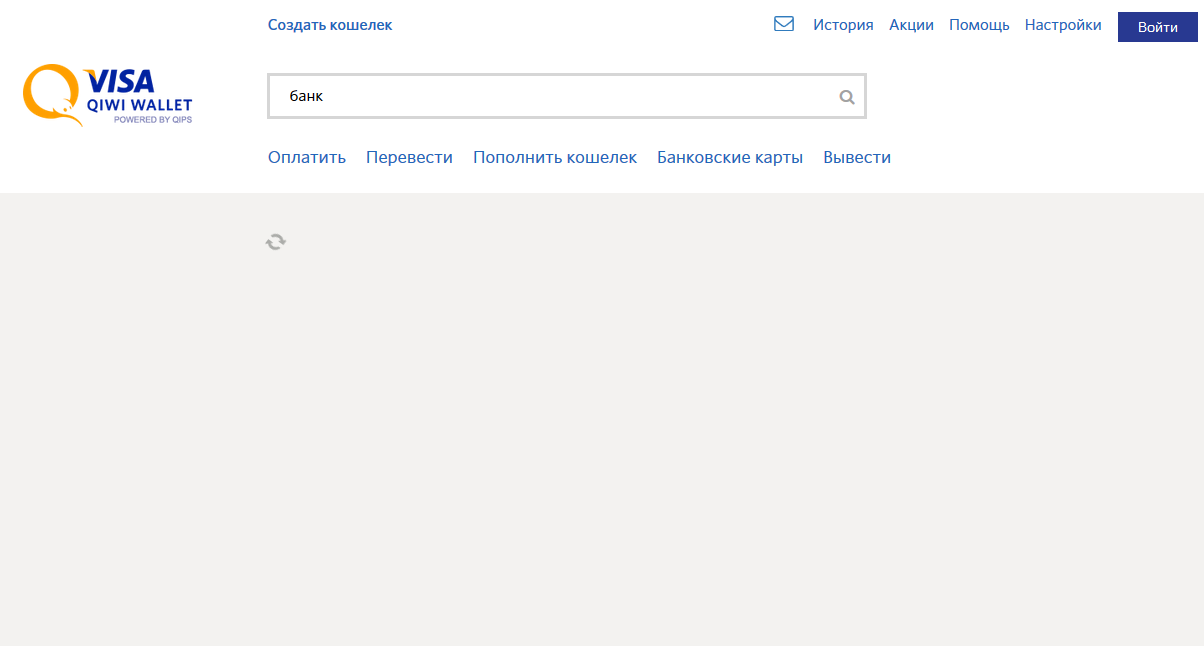 Создать кошелек
История Акции Помощь Настройки Войти
VISA
QIWI WALLET
POWERED BY QIPS
банк
Оплатить Перевести Пополнить кошелек Банковские карты Вывести